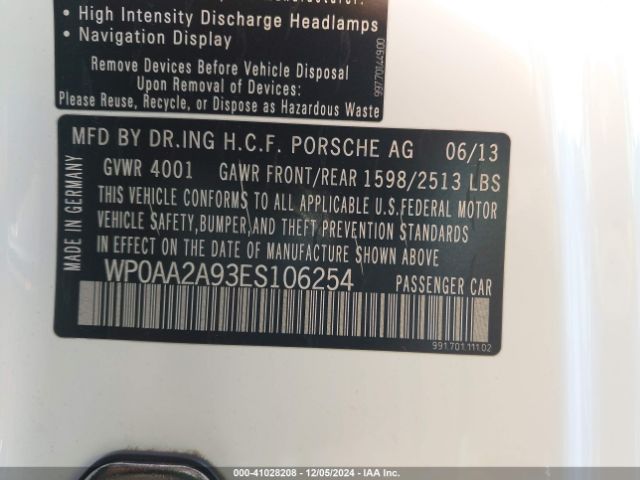 • High Intensity Discharge Headlamps
• Navigation Display
Remove Devices Before Vehicle Disposal
Upon Removal of Devices:
Please Reuse, Recycle, or Dispose as Hazardous Waste
997.701.449.00
MFD BY DR.ING H.C.F. PORSCHE AG 06/13
GVWR 4001 GAWR FRONT/REAR 1598/2513 LBS
THIS VEHICLE CONFORMS TO ALL APPLICABLE U.S.FEDERAL MOTOR
VEHICLE SAFETY,BUMPER,AND THEFT PREVENTION STANDARDS
IN EFFECT ON THE DATE OF MANUFACTURE SHOWN ABOVE
WP0AA2A93ES106254 PASSENGER CAR
MADE IN GERMANY
991.701.111.02
000-41028208 - 12/05/2024 - IAA Inc.